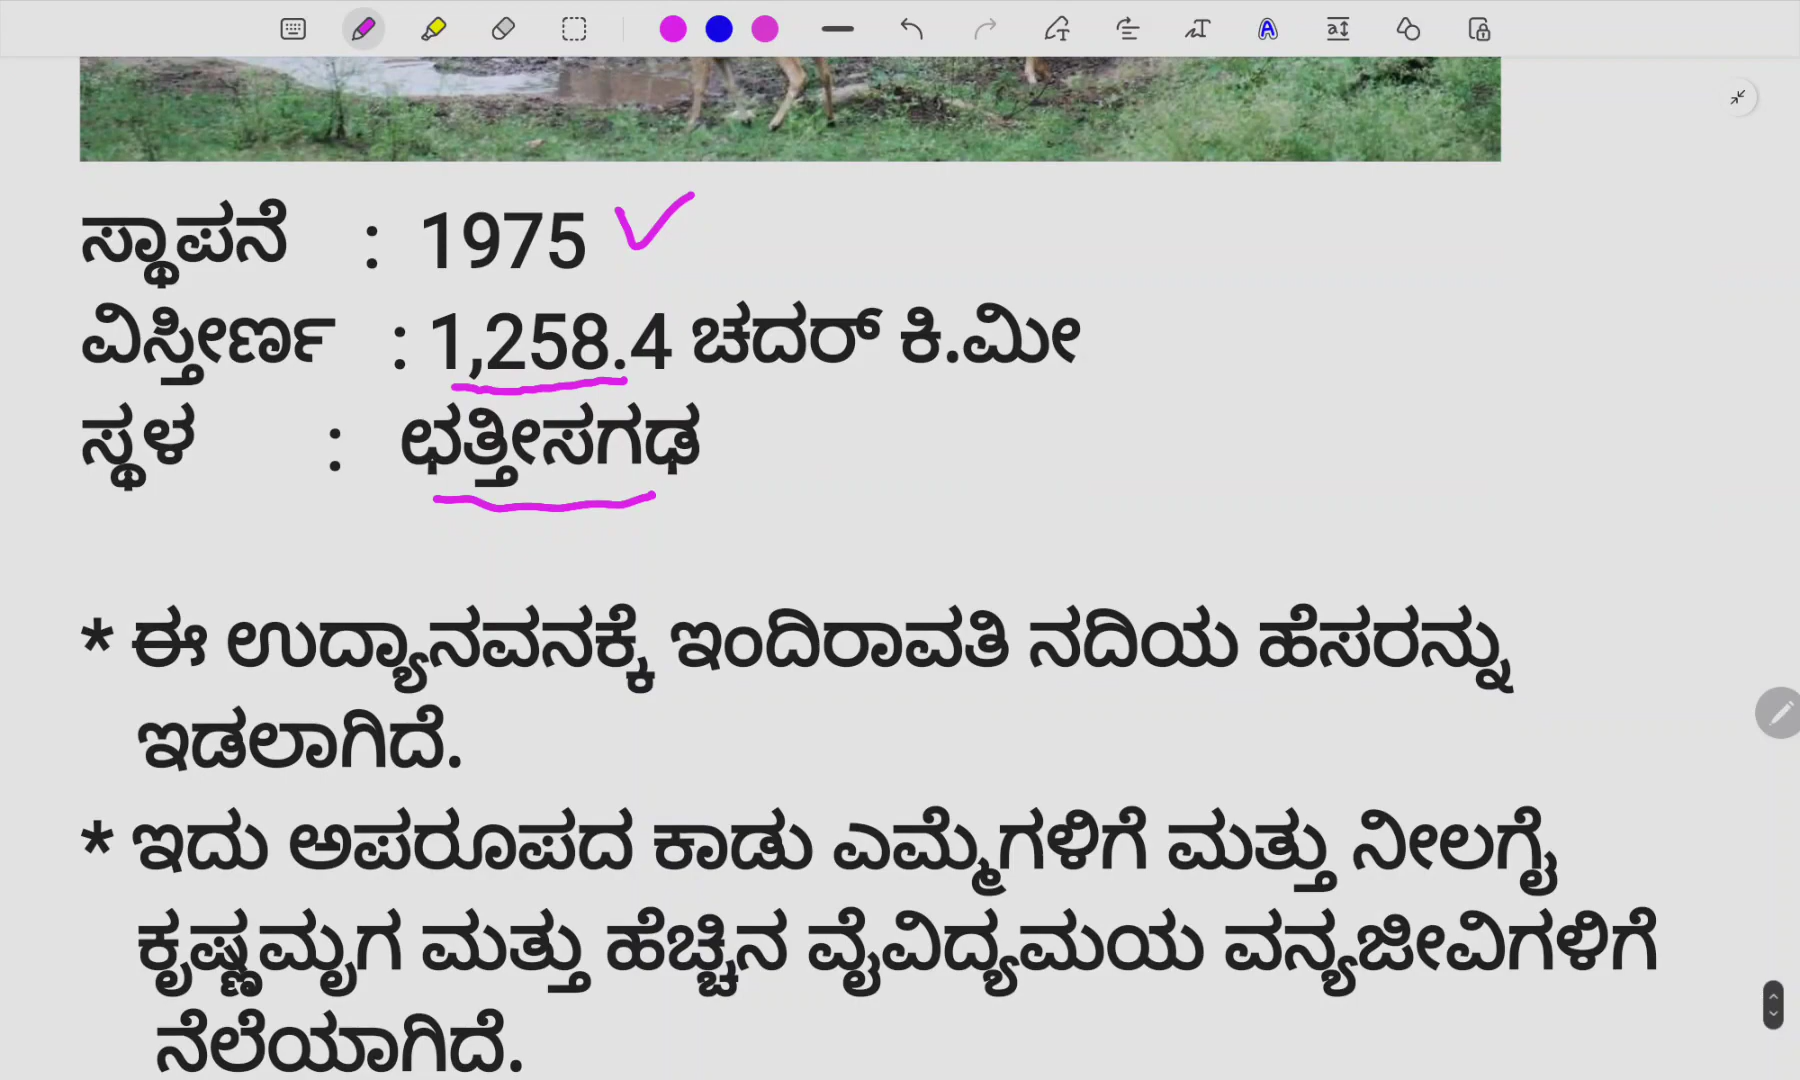 ಸ್ಥಾಪನೆ : 1975
ವಿಸ್ತೀರ್ಣ : 1,258.4 ಚದರ್ ಕಿ.ಮೀ
ಸ್ಥಳ : ಛತ್ತೀಸಗಢ
* ಈ ಉದ್ಯಾನವನಕ್ಕೆ ಇಂದಿರಾವತಿ ನದಿಯ ಹೆಸರನ್ನು
ಇಡಲಾಗಿದೆ.
* ಇದು ಅಪರೂಪದ ಕಾಡು ಎಮ್ಮೆಗಳಿಗೆ ಮತ್ತು ನೀಲಗೈ
ಕೃಷ್ಣಮೃಗ ಮತ್ತು ಹೆಚ್ಚಿನ ವೈವಿದ್ಯಮಯ ವನ್ಯಜೀವಿಗಳಿಗೆ
ನೆಲೆಯಾಗಿದೆ.